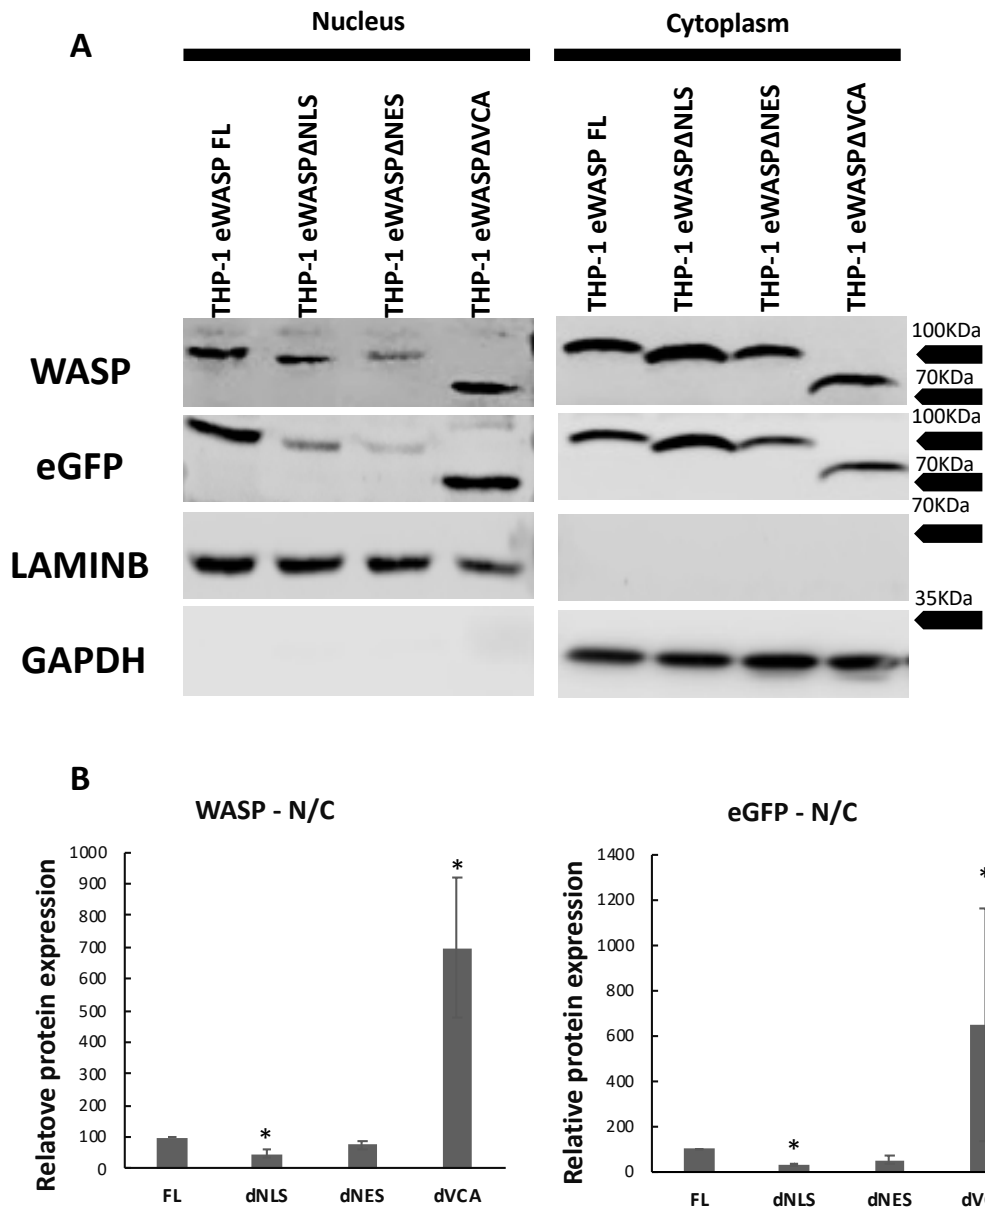 A
Nucleus
Cytoplasm
THP-1 eWASP FL
THP-1 eWASPΔNLS
THP-1 eWASPΔNES
THP-1 eWASPΔVCA
THP-1 eWASP FL
THP-1 eWASPΔNLS
THP-1 eWASPΔNES
THP-1 eWASPΔVCA
WASP
100KDa
70KDa
eGFP
100KDa
70KDa
LAMINB
70KDa
GAPDH
35KDa
B
WASP - N/C
Relatove protein expression
1000
900
800
700
600
500
400
300
200
100
0
*
*
FL dNLS dNES dVCA
eGFP - N/C
Relative protein expression
1400
1200
1000
800
600
400
200
0
*
*
FL dNLS dNES dVC